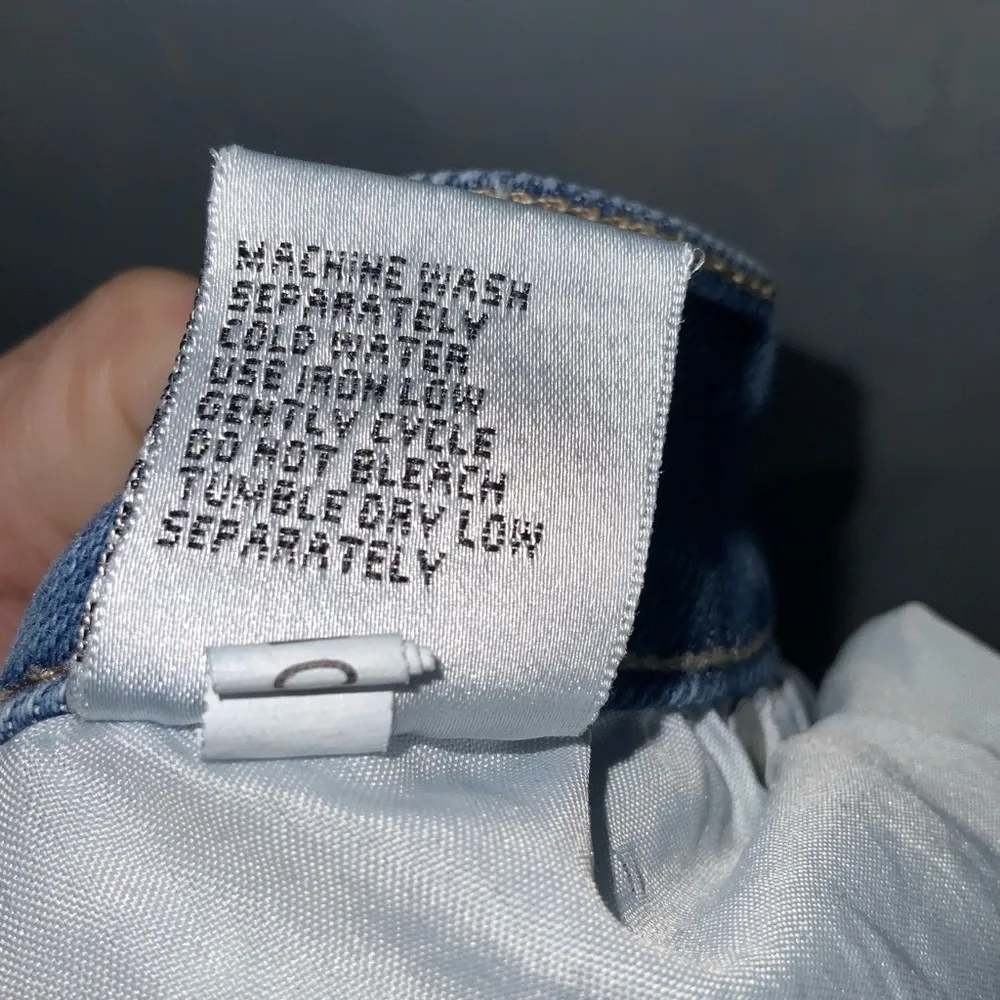 MACHINE WASH
SEPARATELY
COLD WATER
USE IRON LOW
GENTLY CYCLE
DO NOT BLEACH
TUMBLE DRY LOW
SEPARATELY